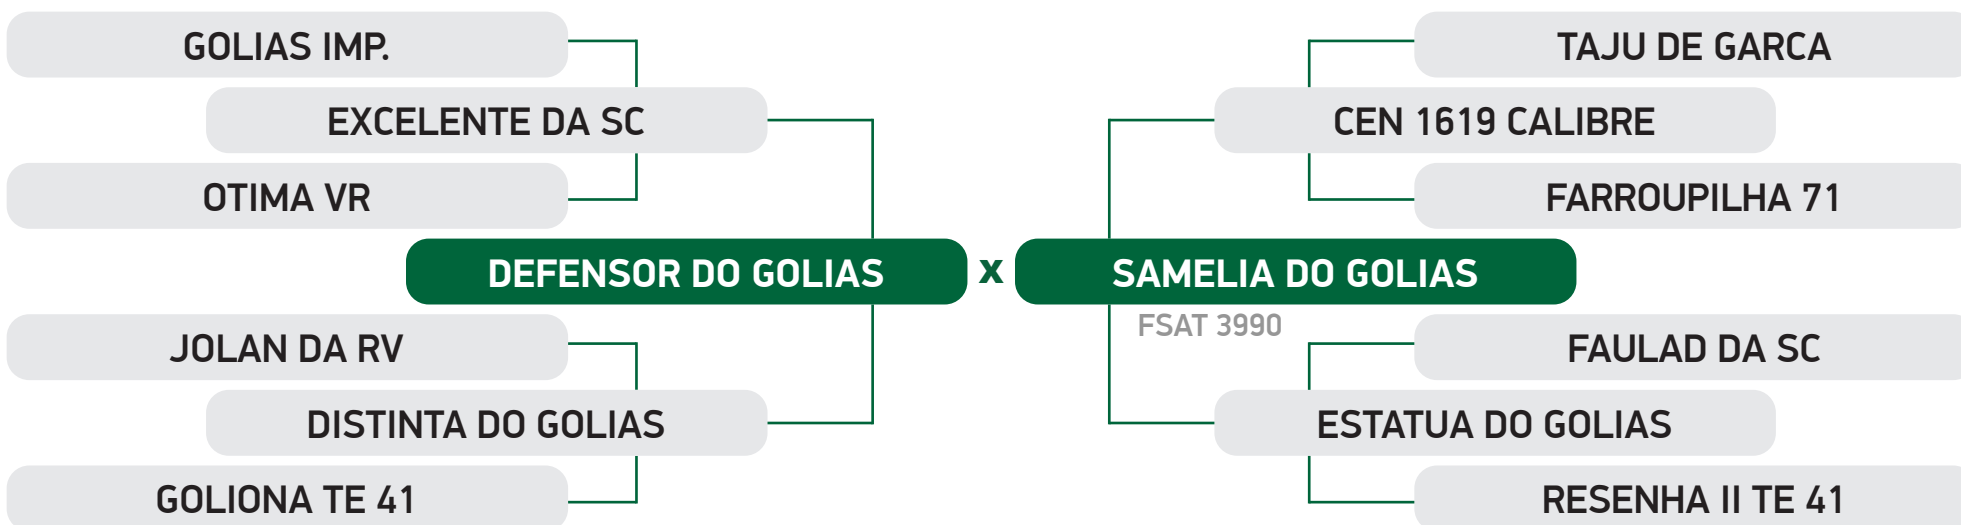 GOLIAS IMP.
TAJU DE GARCA
EXCELENTE DA SC
CEN 1619 CALIBRE
OTIMA VR
FARROUPILHA 71
DEFENSOR DO GOLIAS x SAMELIA DO GOLIAS
FSAT 3990
JOLAN DA RV
FAULAD DA SC
DISTINTA DO GOLIAS
ESTATUA DO GOLIAS
GOLIONA TE 41
RESENHA II TE 41